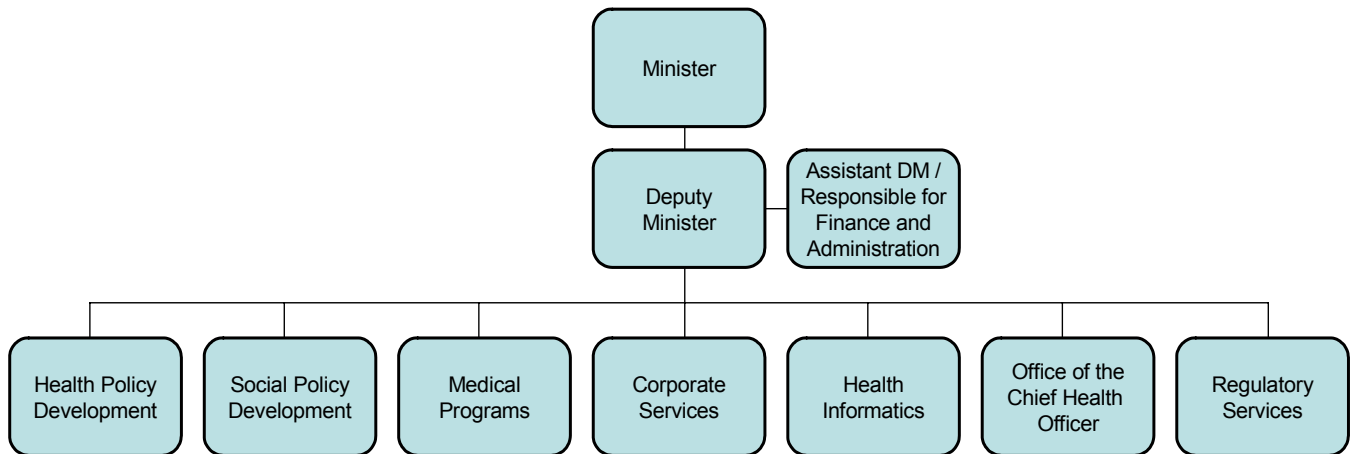 Minister
Deputy
Minister
Assistant DM /
Responsible for
Finance and
Administration
Health Policy
Development
Social Policy
Development
Medical
Programs
Corporate
Services
Health
Informatics
Office of the
Chief Health
Officer
Regulatory
Services